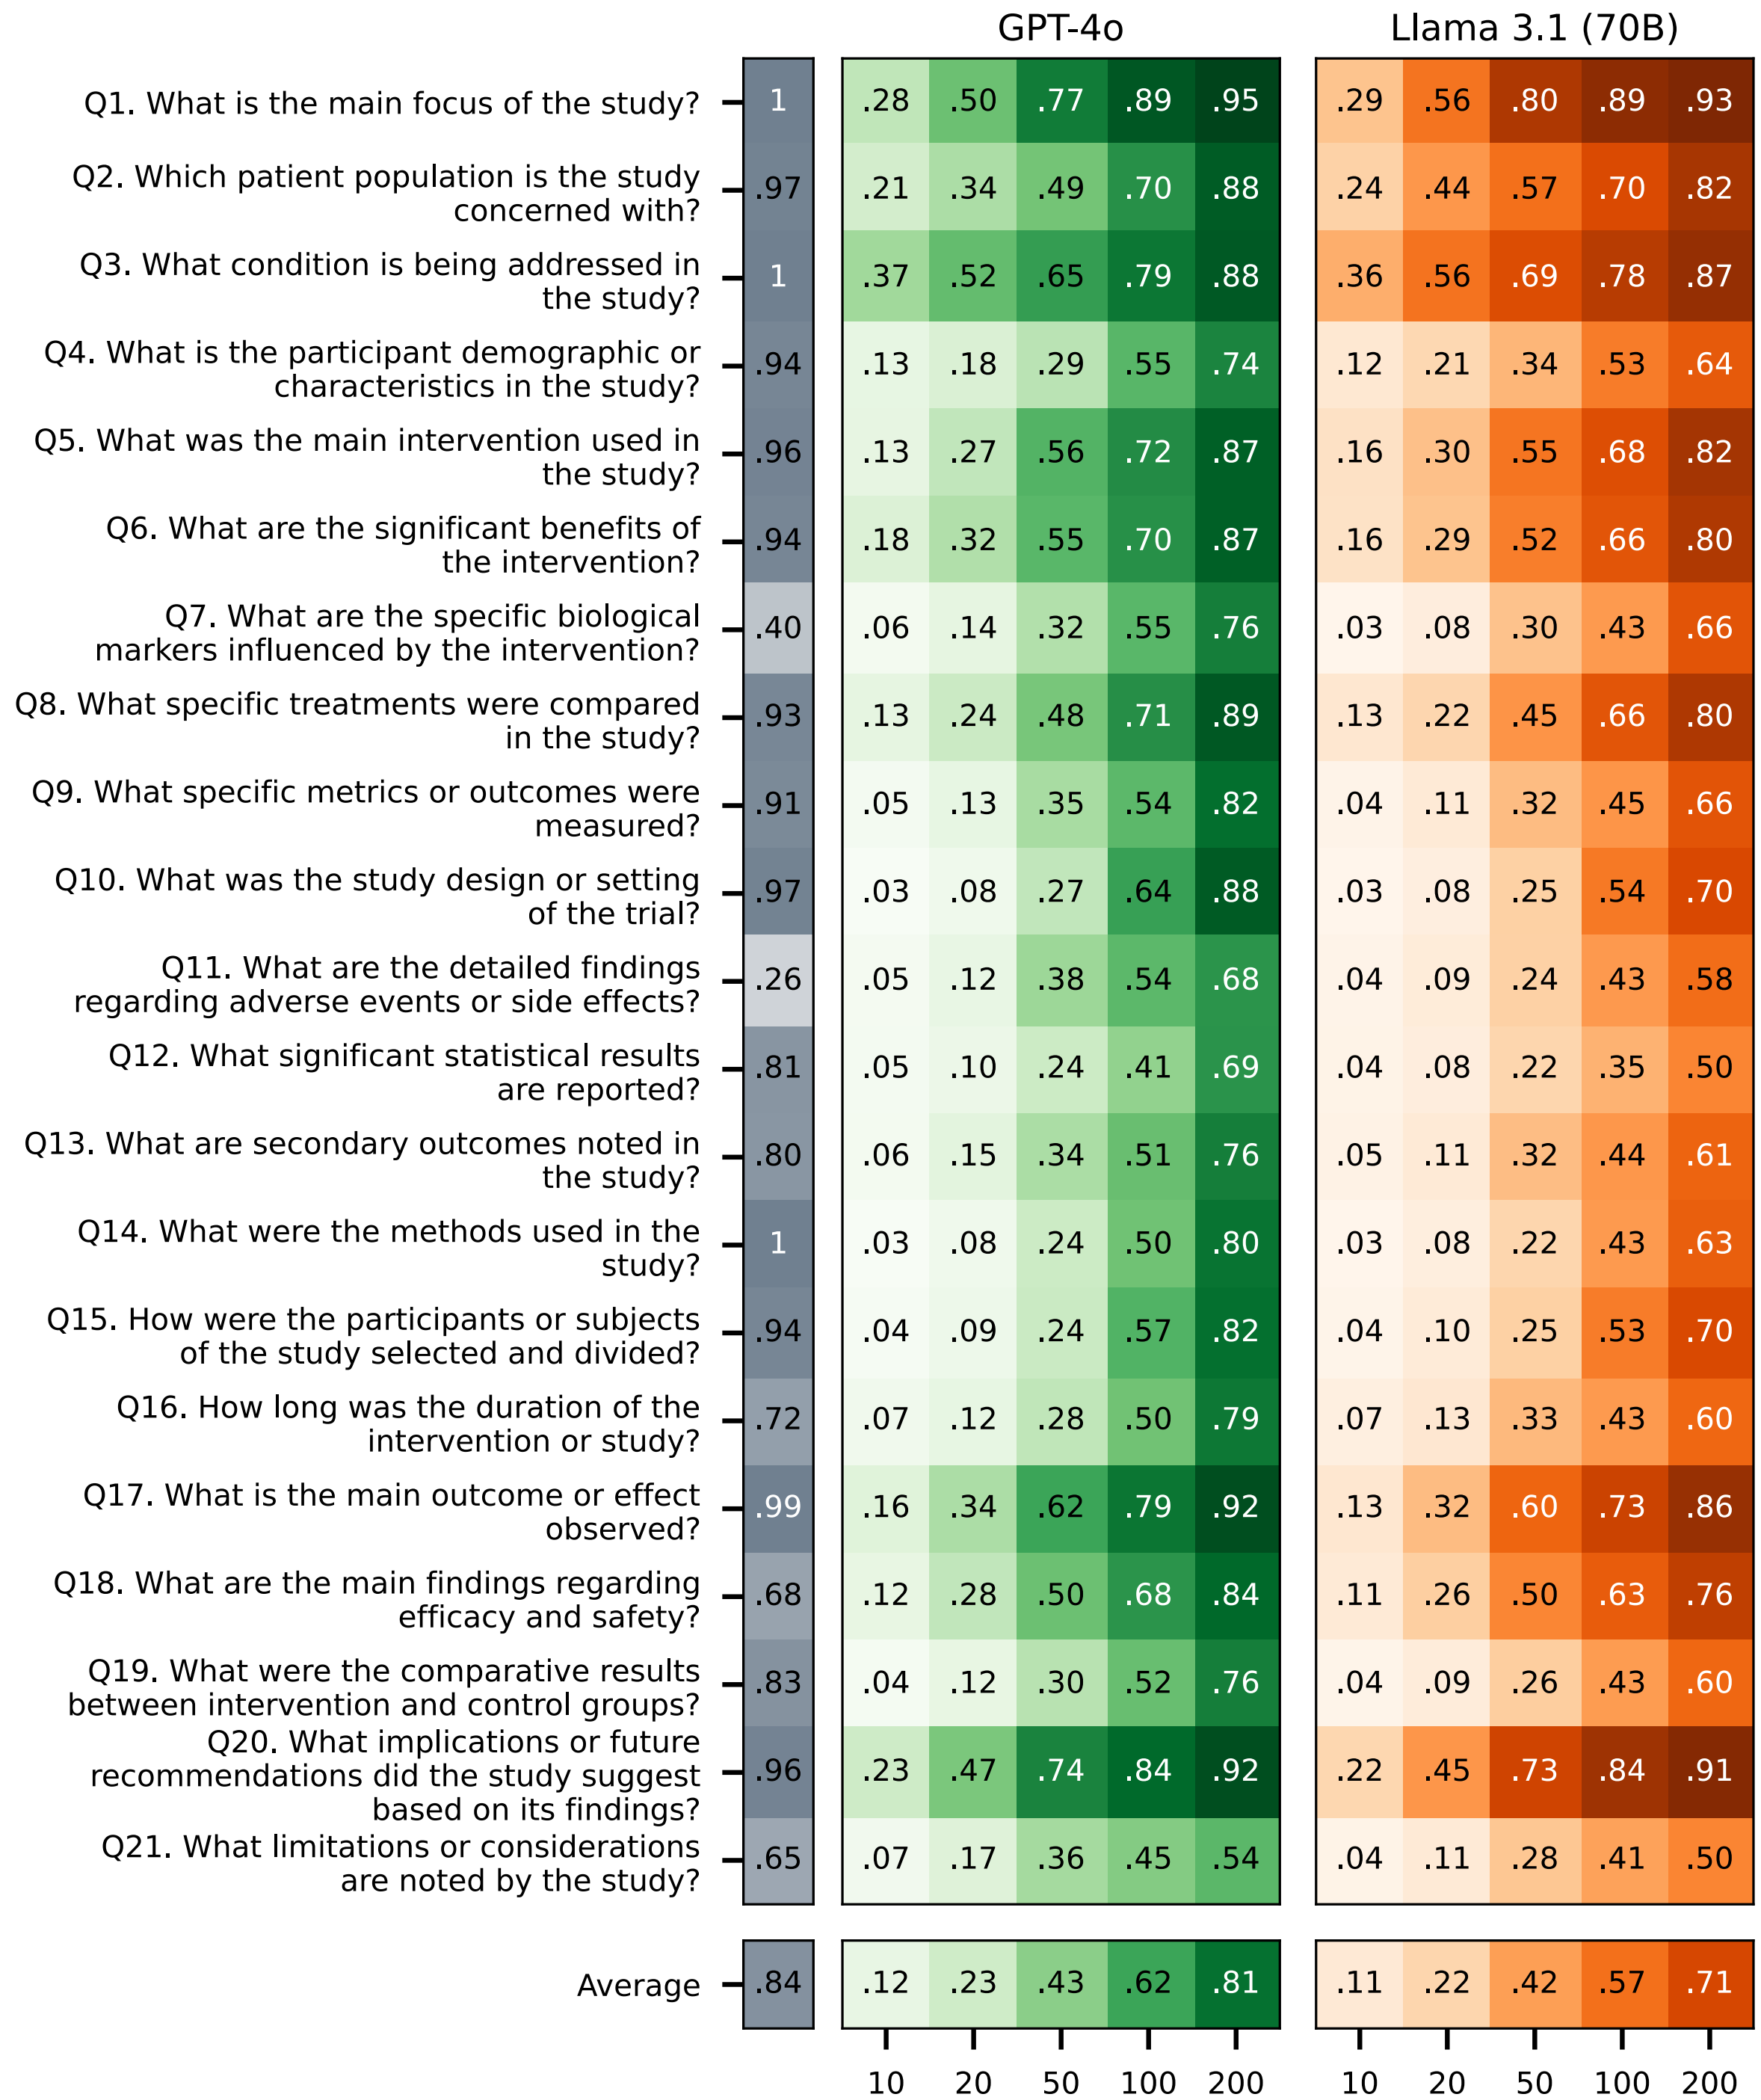 GPT-4o Llama 3.1 (70B)
Q1. What is the main focus of the study? 1 .28 .50 .77 .89 .95 .29 .56 .80 .89 .93
Q2. Which patient population is the study
concerned with? .97 .21 .34 .49 .70 .88 .24 .44 .57 .70 .82
Q3. What condition is being addressed in
the study? 1 .37 .52 .65 .79 .88 .36 .56 .69 .78 .87
Q4. What is the participant demographic or
characteristics in the study? .94 .13 .18 .29 .55 .74 .12 .21 .34 .53 .64
Q5. What was the main intervention used in
the study? .96 .13 .27 .56 .72 .87 .16 .30 .55 .68 .82
Q6. What are the significant benefits of
the intervention? .94 .18 .32 .55 .70 .87 .16 .29 .52 .66 .80
Q7. What are the specific biological
markers influenced by the intervention? .40 .06 .14 .32 .55 .76 .03 .08 .30 .43 .66
Q8. What specific treatments were compared
in the study? .93 .13 .24 .48 .71 .89 .13 .22 .45 .66 .80
Q9. What specific metrics or outcomes were
measured? .91 .05 .13 .35 .54 .82 .04 .11 .32 .45 .66
Q10. What was the study design or setting
of the trial? .97 .03 .08 .27 .64 .88 .03 .08 .25 .54 .70
Q11. What are the detailed findings
regarding adverse events or side effects? .26 .05 .12 .38 .54 .68 .04 .09 .24 .43 .58
Q12. What significant statistical results
are reported? .81 .05 .10 .24 .41 .69 .04 .08 .22 .35 .50
Q13. What are secondary outcomes noted in
the study? .80 .06 .15 .34 .51 .76 .05 .11 .32 .44 .61
Q14. What were the methods used in the
study? 1 .03 .08 .24 .50 .80 .03 .08 .22 .43 .63
Q15. How were the participants or subjects
of the study selected and divided? .94 .04 .09 .24 .57 .82 .04 .10 .25 .53 .70
Q16. How long was the duration of the
intervention or study? .72 .07 .12 .28 .50 .79 .07 .13 .33 .43 .60
Q17. What is the main outcome or effect
observed? .99 .16 .34 .62 .79 .92 .13 .32 .60 .73 .86
Q18. What are the main findings regarding
efficacy and safety? .68 .12 .28 .50 .68 .84 .11 .26 .50 .63 .76
Q19. What were the comparative results
between intervention and control groups? .83 .04 .12 .30 .52 .76 .04 .09 .26 .43 .60
Q20. What implications or future
recommendations did the study suggest
based on its findings? .96 .23 .47 .74 .84 .92 .22 .45 .73 .84 .91
Q21. What limitations or considerations
are noted by the study? .65 .07 .17 .36 .45 .54 .04 .11 .28 .41 .50
Average .84 .12 .23 .43 .62 .81 .11 .22 .42 .57 .71
10 20 50 100 200 10 20 50 100 200